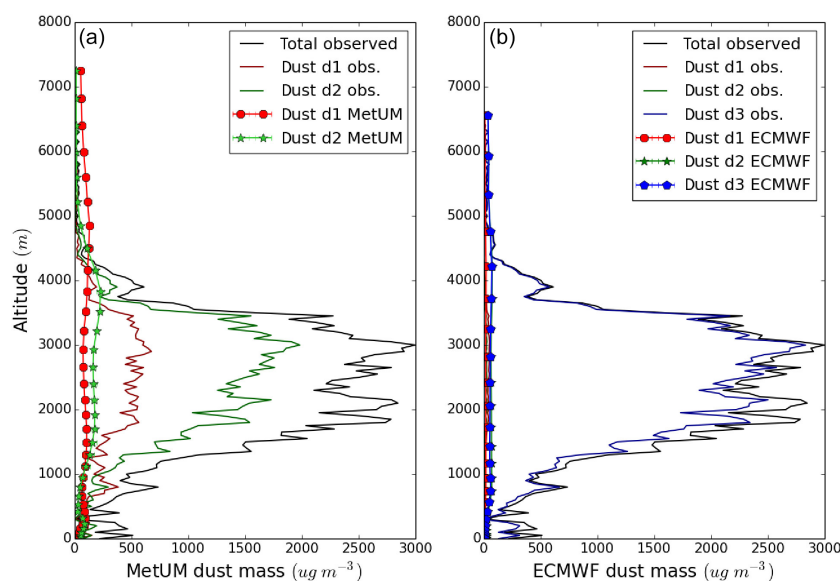 (a)
Total observed
Dust d1 obs.
Dust d2 obs.
Dust d1 MetUM
Dust d2 MetUM
8000
7000
6000
5000
4000
3000
2000
1000
0
Altitude (m)
0 500 1000 1500 2000 2500 3000
MetUM dust mass (ug m⁻³)
(b)
Total observed
Dust d1 obs.
Dust d2 obs.
Dust d3 obs.
Dust d1 ECMWF
Dust d2 ECMWF
Dust d3 ECMWF
8000
7000
6000
5000
4000
3000
2000
1000
0
0 500 1000 1500 2000 2500 3000
ECMWF dust mass (ug m⁻³)